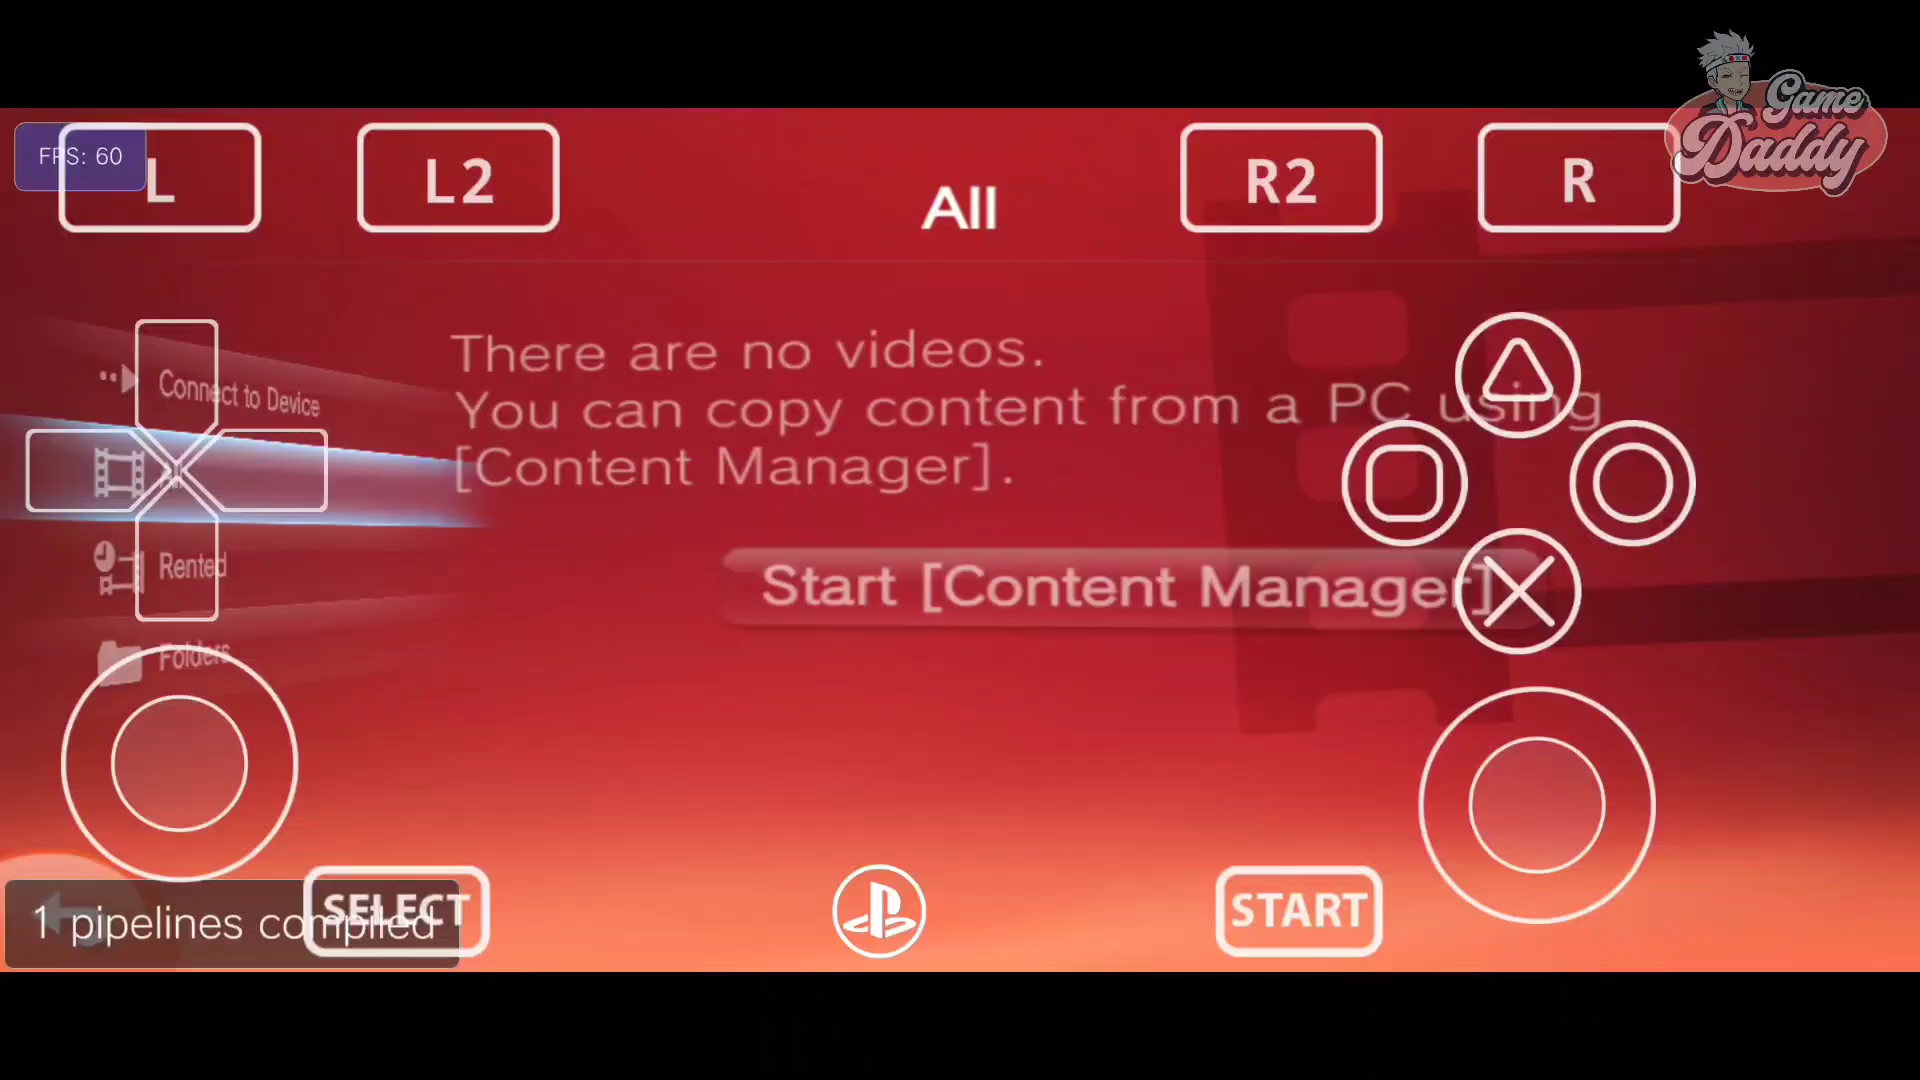 Game
Daddy
FPS: 60
L
L2
R2
R
All
There are no videos.
You can copy content from a PC using
[Content Manager].
Connect to Device
Rented
Start [Content Manager]
Folders
SELECT
START
1 pipelines compiled